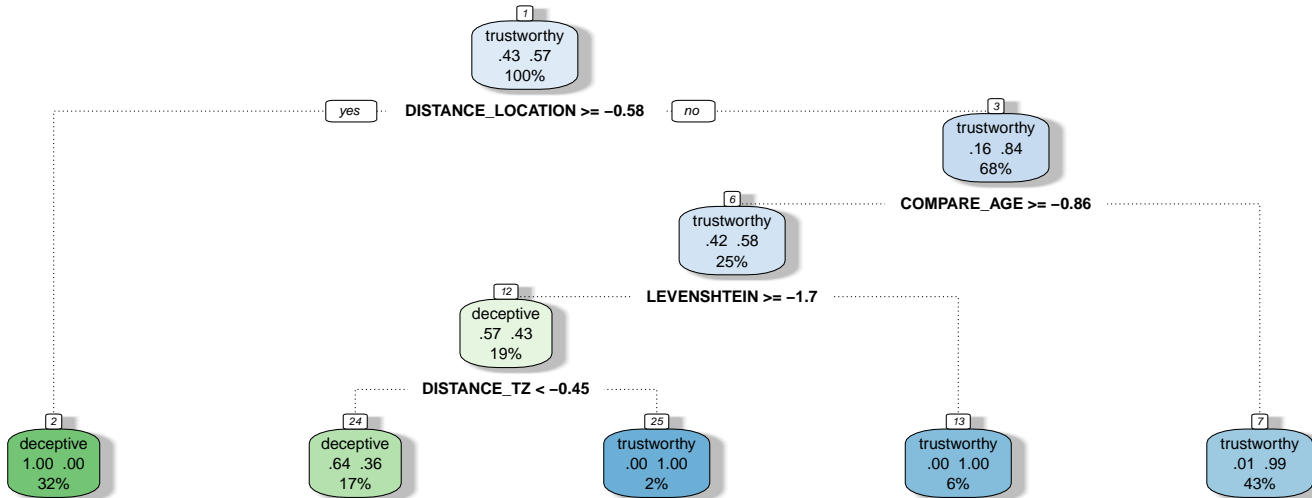 1
trustworthy
.43 .57
100%
yes
DISTANCE_LOCATION >= −0.58
no
3
trustworthy
.16 .84
68%
COMPARE_AGE >= −0.86
6
trustworthy
.42 .58
25%
LEVENSHTEIN >= −1.7
12
deceptive
.57 .43
19%
DISTANCE_TZ < −0.45
2
deceptive
1.00 .00
32%
24
deceptive
.64 .36
17%
25
trustworthy
.00 1.00
2%
13
trustworthy
.00 1.00
6%
7
trustworthy
.01 .99
43%